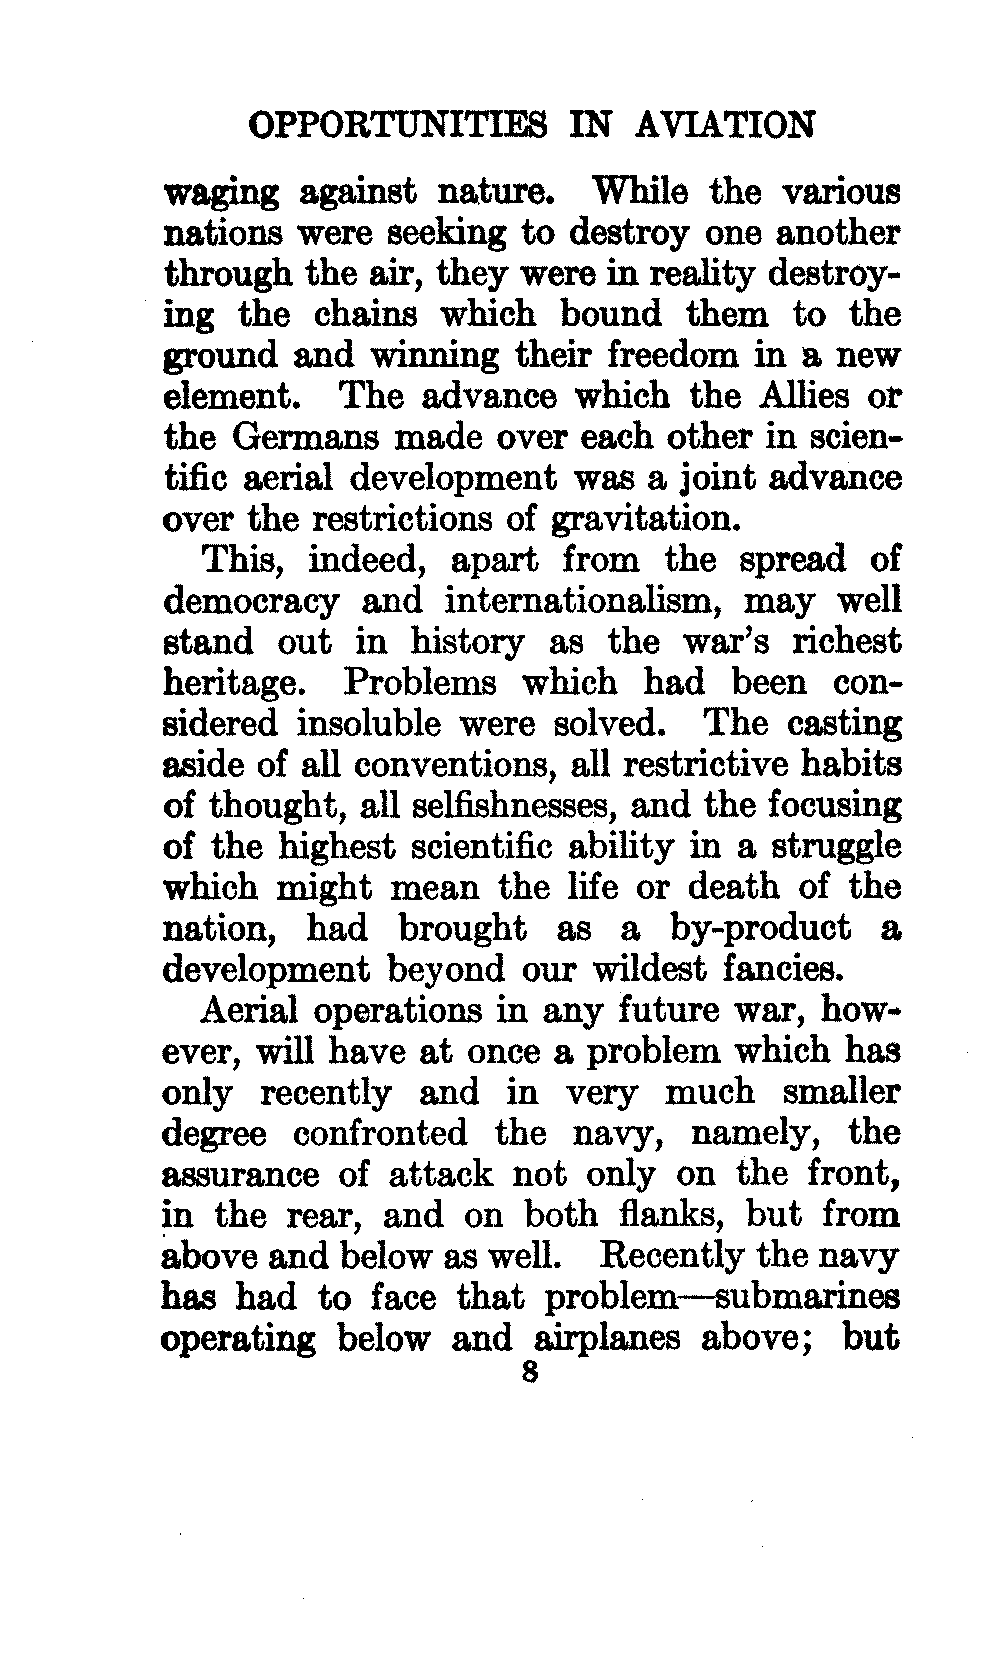 OPPORTUNITIES IN AVIATION
waging against nature. While the various
nations were seeking to destroy one another
through the air, they were in reality destroy-
ing the chains which bound them to the
ground and winning their freedom in a new
element. The advance which the Allies or
the Germans made over each other in scien-
tific aerial development was a joint advance
over the restrictions of gravitation.
This, indeed, apart from the spread of
democracy and internationalism, may well
stand out in history as the war's richest
heritage. Problems which had been con-
sidered insoluble were solved. The casting
aside of all conventions, all restrictive habits
of thought, all selfishnesses, and the focusing
of the highest scientific ability in a struggle
which might mean the life or death of the
nation, had brought as a by-product a
development beyond our wildest fancies.
Aerial operations in any future war, how-
ever, will have at once a problem which has
only recently and in very much smaller
degree confronted the navy, namely, the
assurance of attack not only on the front,
in the rear, and on both flanks, but from
above and below as well. Recently the navy
has had to face that problem—submarines
operating below and airplanes above; but
8